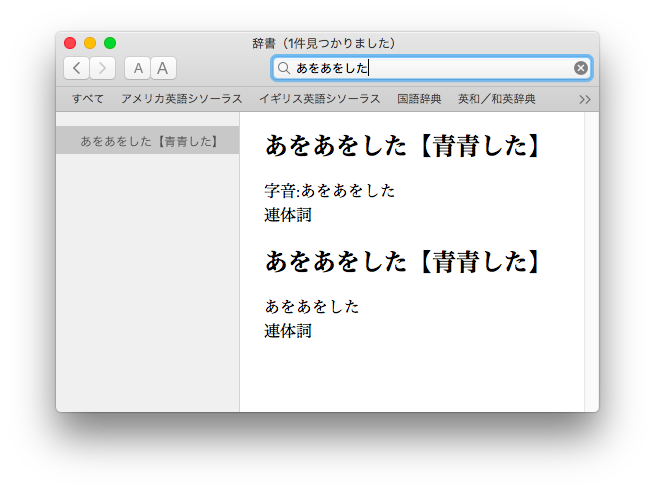 辞書（1件見つかりました）
A A
あをあをした
すべて アメリカ英語シソーラス イギリス英語シソーラス 国語辞典 英和／和英辞典
あをあをした【青青した】
あをあをした【青青した】
字音:あをあをした
連体詞
あをあをした【青青した】
あをあをした
連体詞